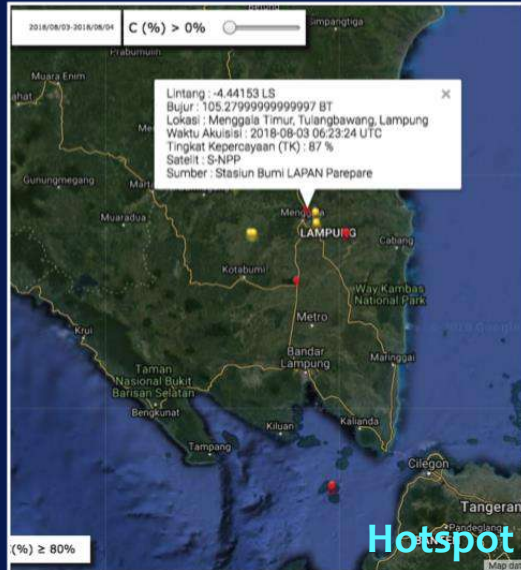 2018/08/03-2018/08/04
C (%) > 0%
Simpangtiga
Prabumulih
Muara Enim
Lintang : -4.44153 LS
Bujur : 105.27999999999997 BT
Lokasi : Menggala Timur, Tulangbawang, Lampung
Waktu Akuisisi : 2018-08-03 06:23:24 UTC
Tingkat Kepercayaan (TK) : 87 %
Satelit : S-NPP
Sumber : Stasiun Bumi LAPAN Parepare
×
Gunungmegang
Muaradua
LAMPUNG
Cabang
Kotabumi
Way Kambas
National Park
Metro
Krui
Bandar
Lampung
Maringgai
Taman
Nasional Bukit
Barisan Selatan
Bengkunat
Kiluan
Kalianda
Tampang
Cilegon
Tangeran
Pandeglang
(%) ≥ 80%
Hotspot
Map dat